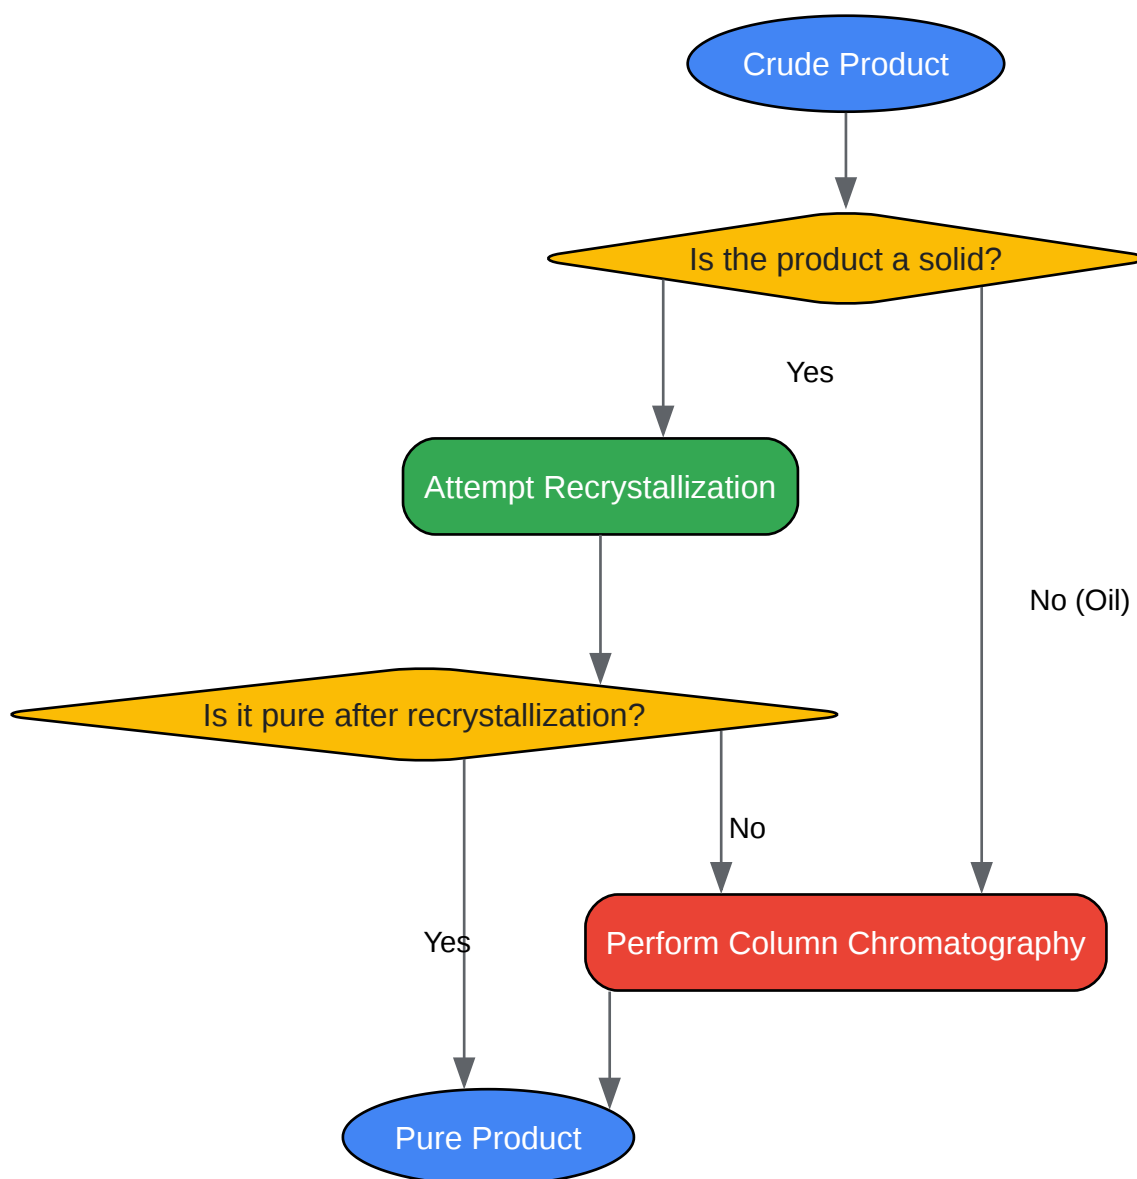 Crude Product
Is the product a solid?
Yes
Attempt Recrystallization
No (Oil)
Is it pure after recrystallization?
No
Yes
Perform Column Chromatography
Pure Product